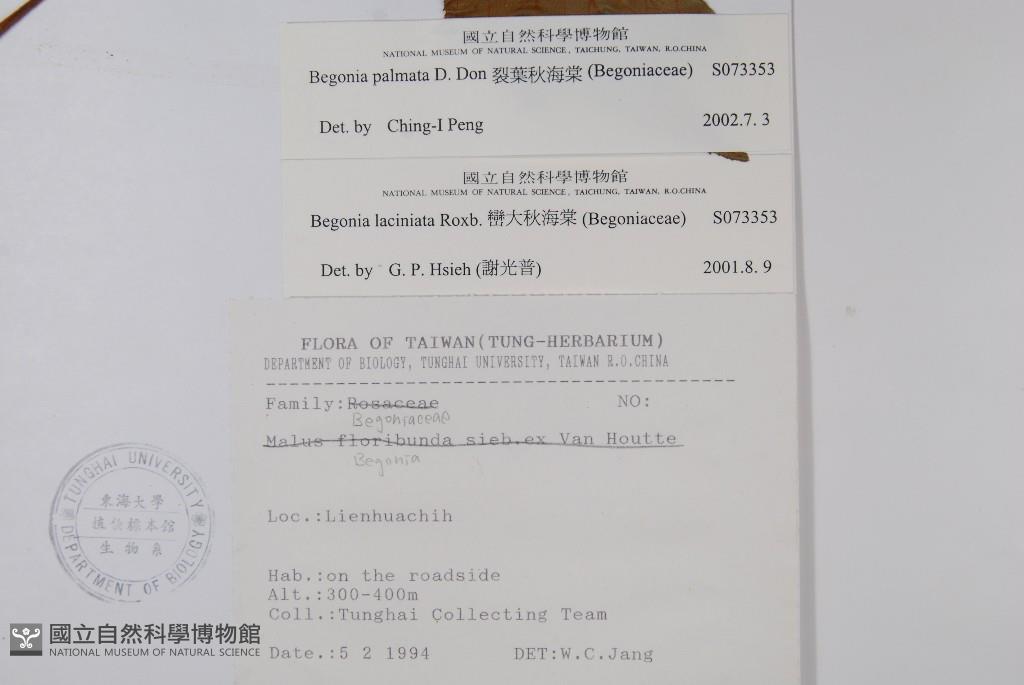 國立自然科學博物館
NATIONAL MUSEUM OF NATURAL SCIENCE, TAICHUNG, TAIWAN, R.O.CHINA
Begonia palmata D. Don 裂葉秋海棠 (Begoniaceae) S073353
Det. by Ching-I Peng 2002.7. 3
國立自然科學博物館
NATIONAL MUSEUM OF NATURAL SCIENCE, TAICHUNG, TAIWAN, R.O.CHINA
Begonia laciniata Roxb. 巒大秋海棠 (Begoniaceae) S073353
Det. by G. P. Hsieh (謝光普) 2001.8. 9
FLORA OF TAIWAN(TUNG-HERBARIUM)
DEPARTMENT OF BIOLOGY, TUNGHAI UNIVERSITY, TAIWAN R.O.CHINA
Family:Rosaceae NO:
Begoniaceae
Malus floribunda sieb.ex Van Houtte
Begonia
Loc.:Lienhuachih
Hab.:on the roadside
Alt.:300-400m
Coll.:Tunghai Collecting Team
Date.:5 2 1994 DET:W.C.Jang
TUNGHAI UNIVERSITY
東海大學
植物標本館
生物系
DEPARTMENT OF BIOLOGY
國立自然科學博物館
NATIONAL MUSEUM OF NATURAL SCIENCE